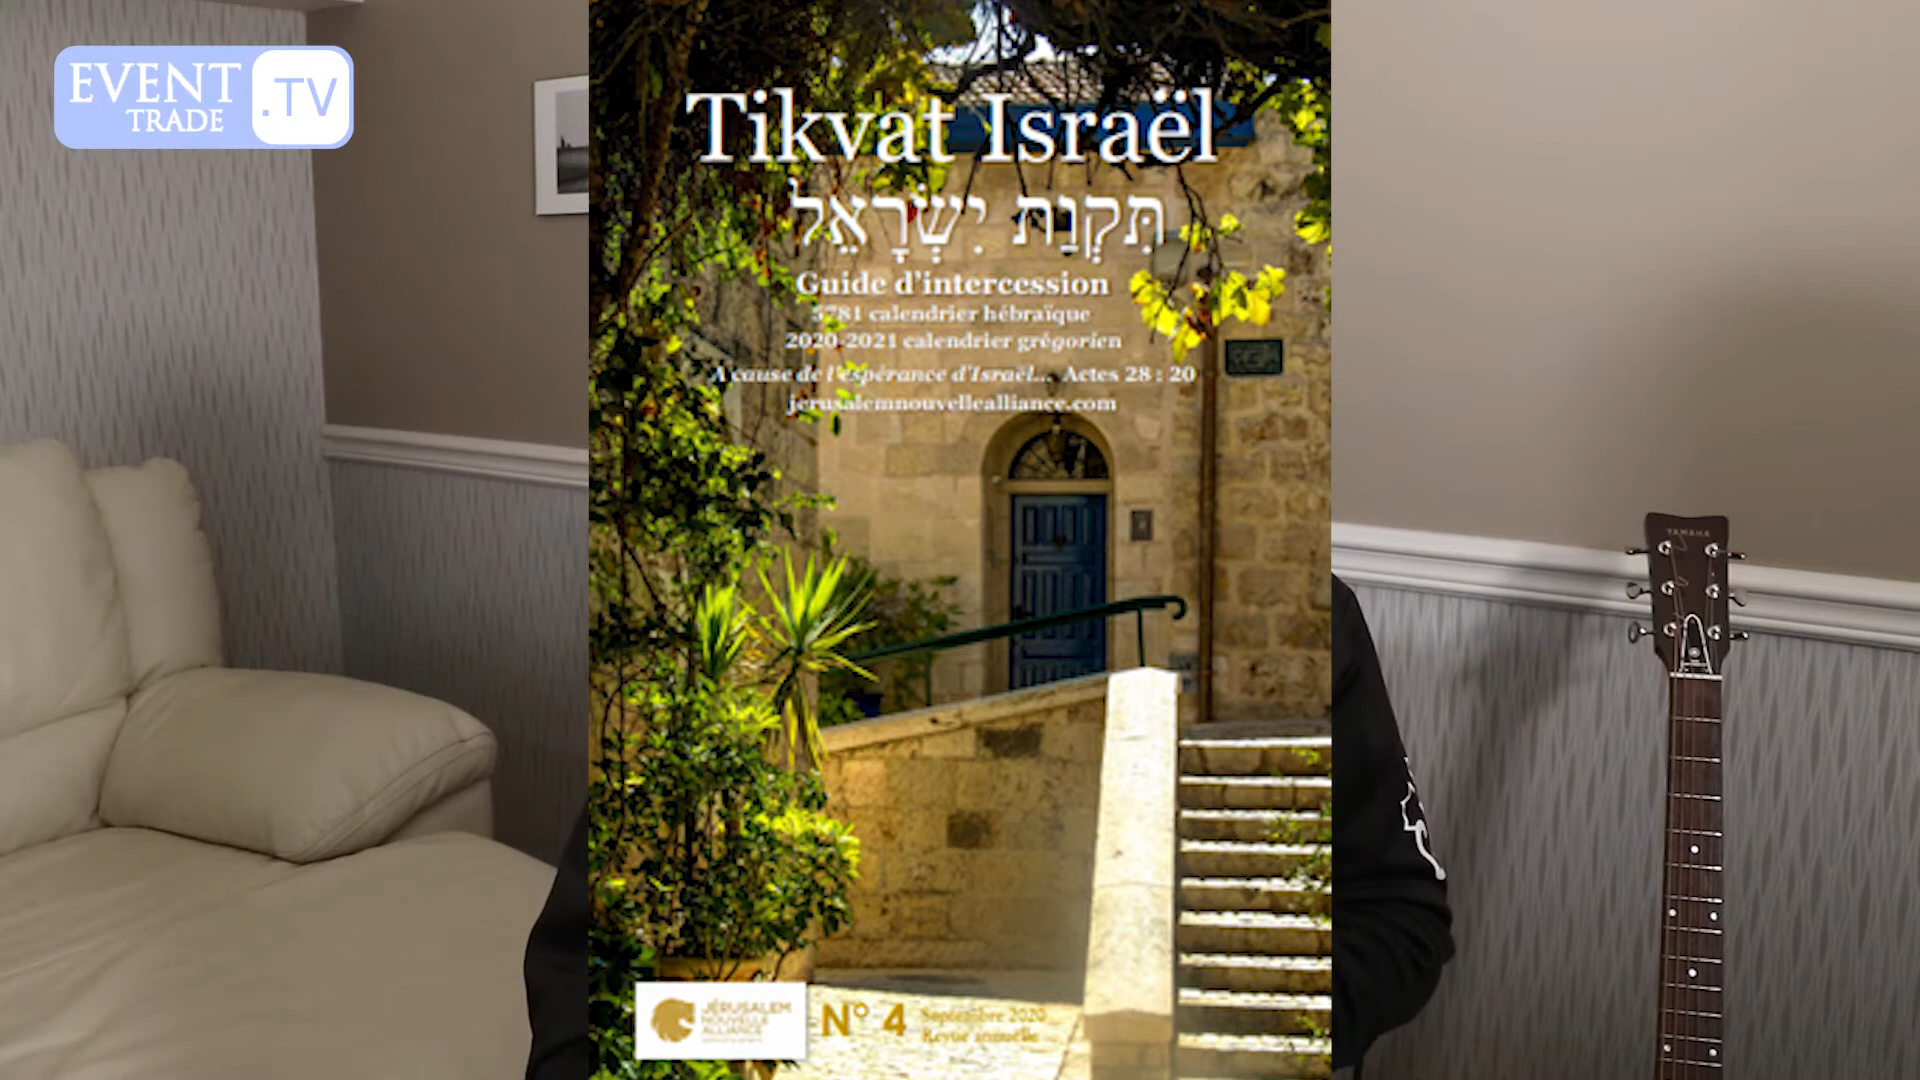 EVENT
TRADE
.TV
Tikvat Israël
תִּקְוַת יִשְׂרָאֵל
Guide d'intercession
5781 calendrier hébraïque
2020-2021 calendrier grégorien
A cause de l'espérance d'Israël... Actes 28 : 20
jerusalemnouvellealliance.com
YAMAHA
JÉRUSALEM
NOUVELLE
ALLIANCE
N° 4
Septembre 2020
Revue annuelle